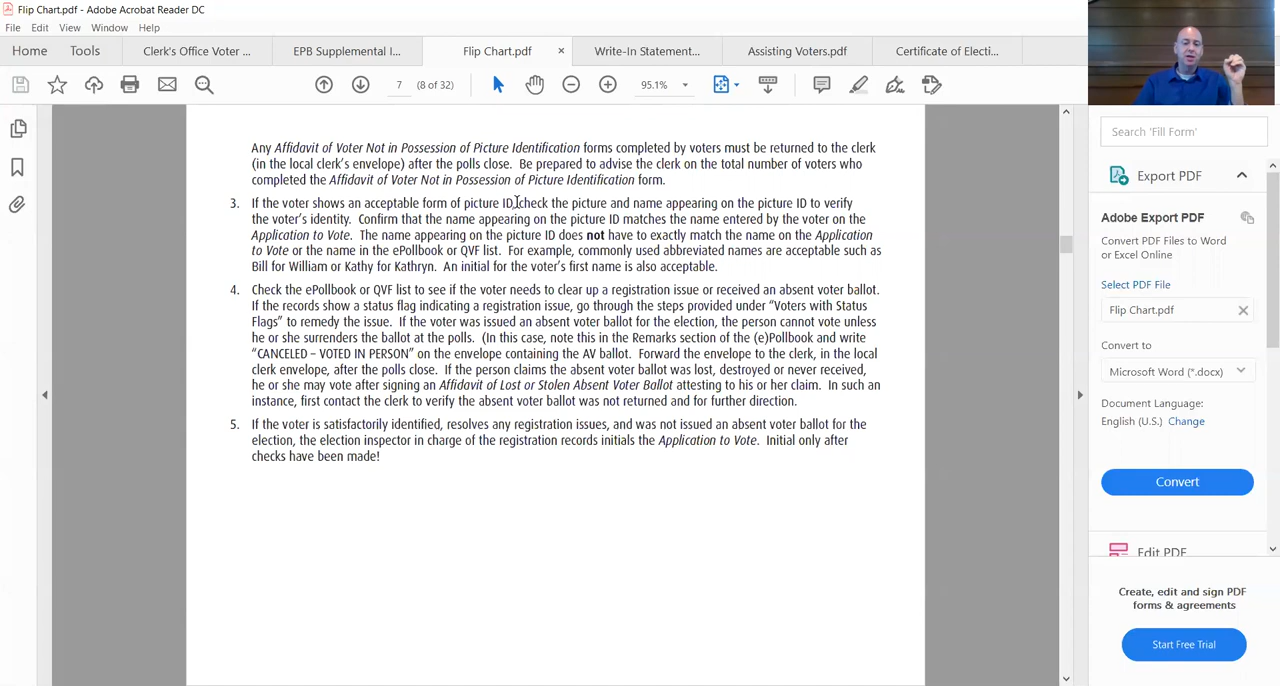 Flip Chart.pdf - Adobe Acrobat Reader DC
File Edit View Window Help
Home Tools Clerk's Office Voter ... EPB Supplemental I... Flip Chart.pdf × Write-In Statement... Assisting Voters.pdf Certificate of Electi...
7 (8 of 32) 95.1%
Any Affidavit of Voter Not in Possession of Picture Identification forms completed by voters must be returned to the clerk
(in the local clerk's envelope) after the polls close. Be prepared to advise the clerk on the total number of voters who
completed the Affidavit of Voter Not in Possession of Picture Identification form.
3. If the voter shows an acceptable form of picture ID, check the picture and name appearing on the picture ID to verify
the voter's identity. Confirm that the name appearing on the picture ID matches the name entered by the voter on the
Application to Vote. The name appearing on the picture ID does not have to exactly match the name on the Application
to Vote or the name in the ePollbook or QVF list. For example, commonly used abbreviated names are acceptable such as
Bill for William or Kathy for Kathryn. An initial for the voter's first name is also acceptable.
4. Check the ePollbook or QVF list to see if the voter needs to clear up a registration issue or received an absent voter ballot.
If the records show a status flag indicating a registration issue, go through the steps provided under "Voters with Status
Flags" to remedy the issue. If the voter was issued an absent voter ballot for the election, the person cannot vote unless
he or she surrenders the ballot at the polls. (In this case, note this in the Remarks section of the (e)Pollbook and write
"CANCELED – VOTED IN PERSON" on the envelope containing the AV ballot. Forward the envelope to the clerk, in the local
clerk envelope, after the polls close. If the person claims the absent voter ballot was lost, destroyed or never received,
he or she may vote after signing an Affidavit of Lost or Stolen Absent Voter Ballot attesting to his or her claim. In such an
instance, first contact the clerk to verify the absent voter ballot was not returned and for further direction.
5. If the voter is satisfactorily identified, resolves any registration issues, and was not issued an absent voter ballot for the
election, the election inspector in charge of the registration records initials the Application to Vote. Initial only after
checks have been made!
Search 'Fill Form'
Export PDF
Adobe Export PDF
Convert PDF Files to Word
or Excel Online
Select PDF File
Flip Chart.pdf
Convert to
Microsoft Word (*.docx)
Document Language:
English (U.S.) Change
Convert
Edit PDF
Create, edit and sign PDF
forms & agreements
Start Free Trial